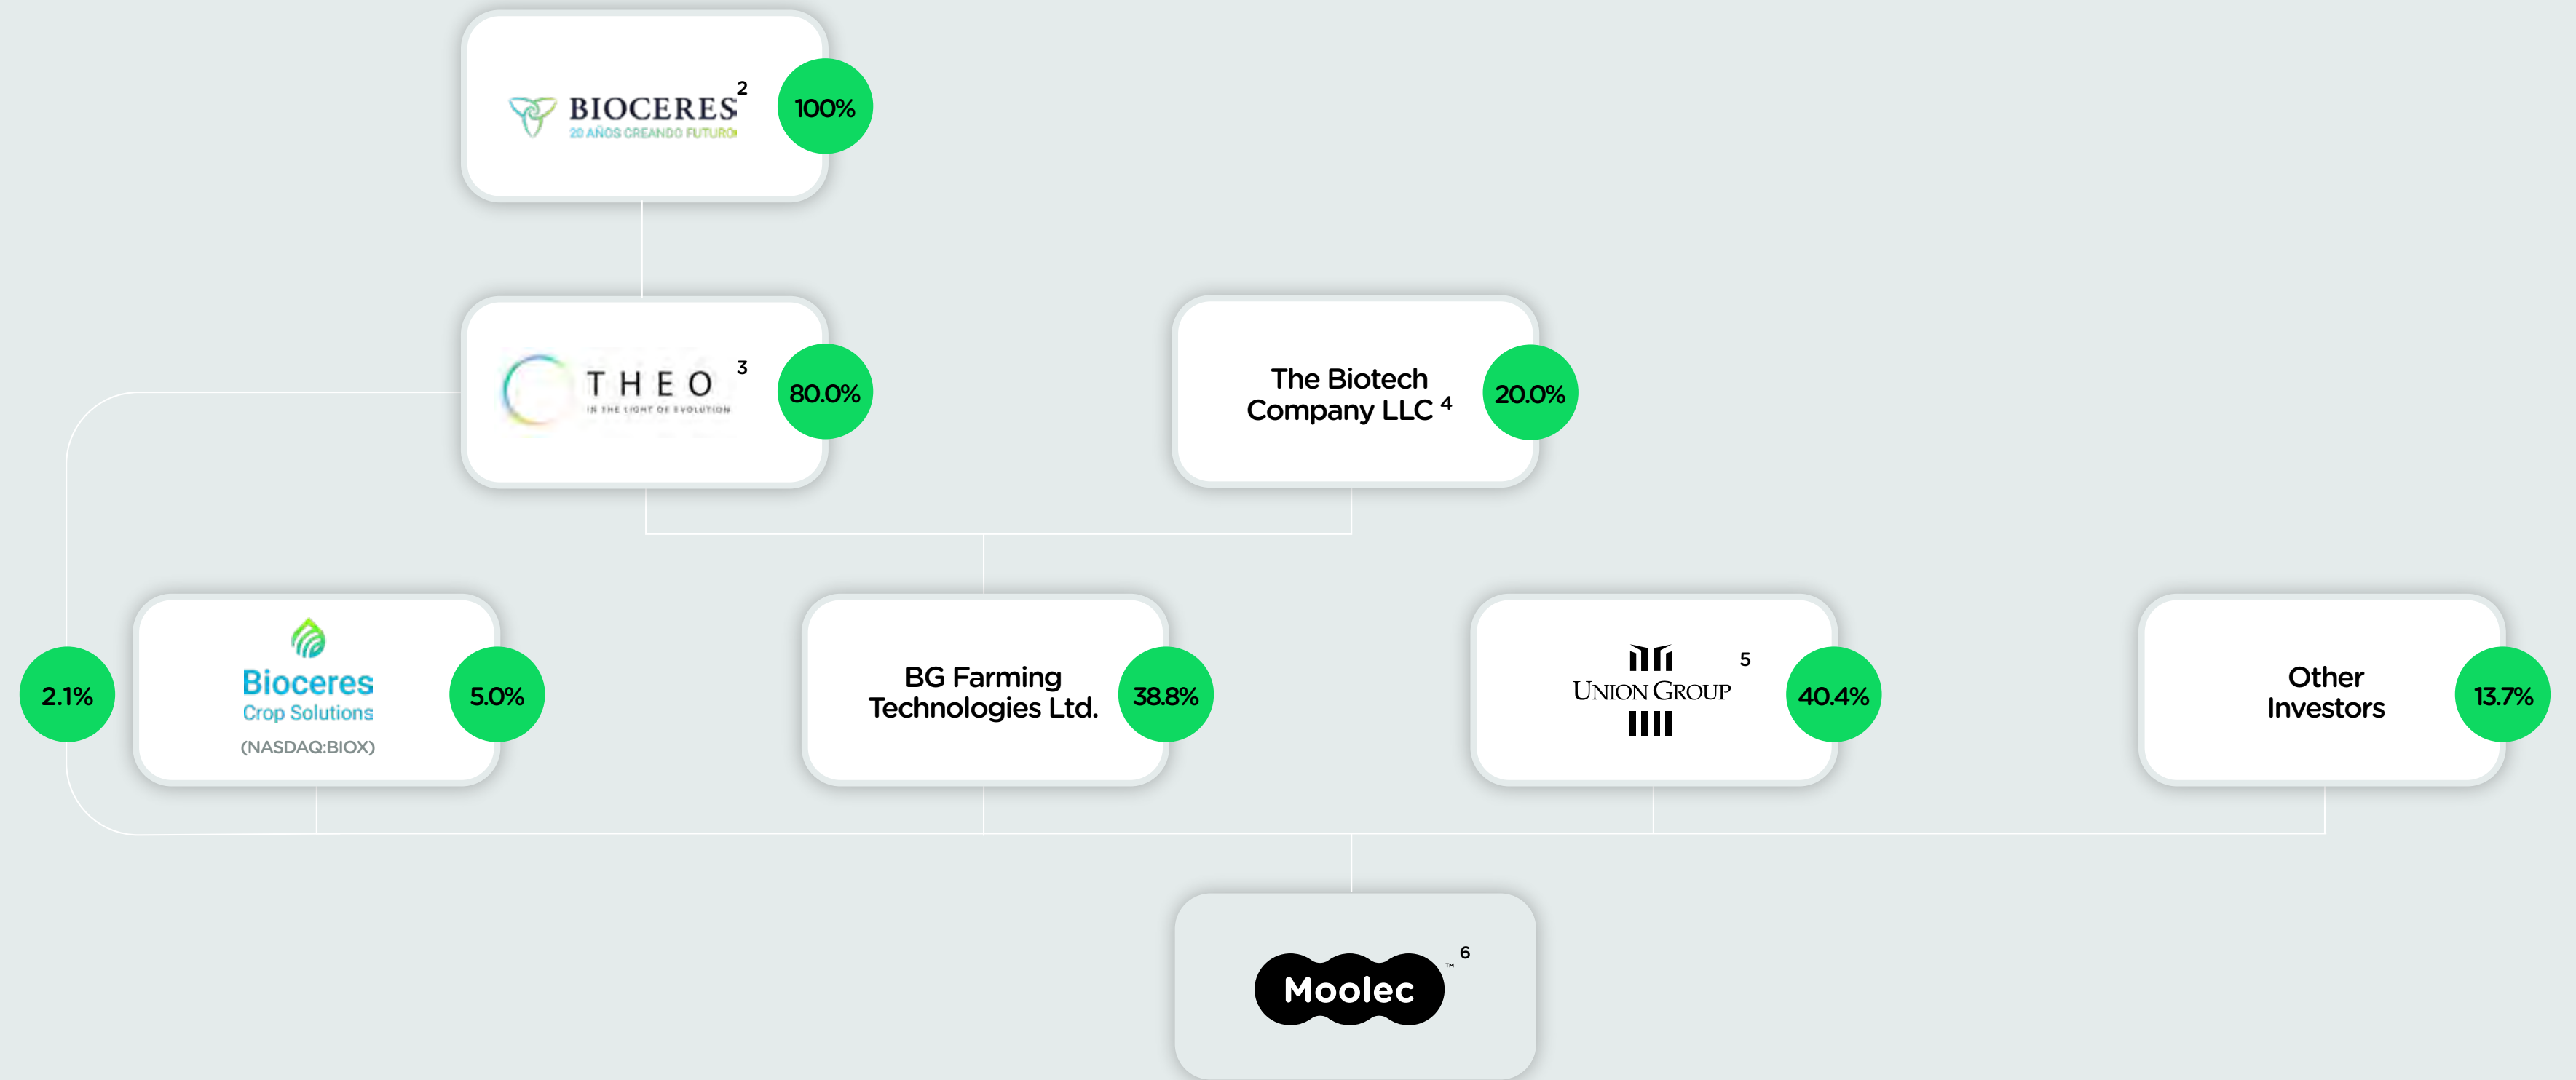 BIOCERES 2
20 AÑOS CREANDO FUTURO
100%
THEO 3
IN THE LIGHT OF EVOLUTION
80.0%
The Biotech
Company LLC 4
20.0%
2.1%
Bioceres
Crop Solutions
(NASDAQ:BIOX)
5.0%
BG Farming
Technologies Ltd.
38.8%
UNION GROUP 5
40.4%
Other
Investors
13.7%
Moolec ™ 6